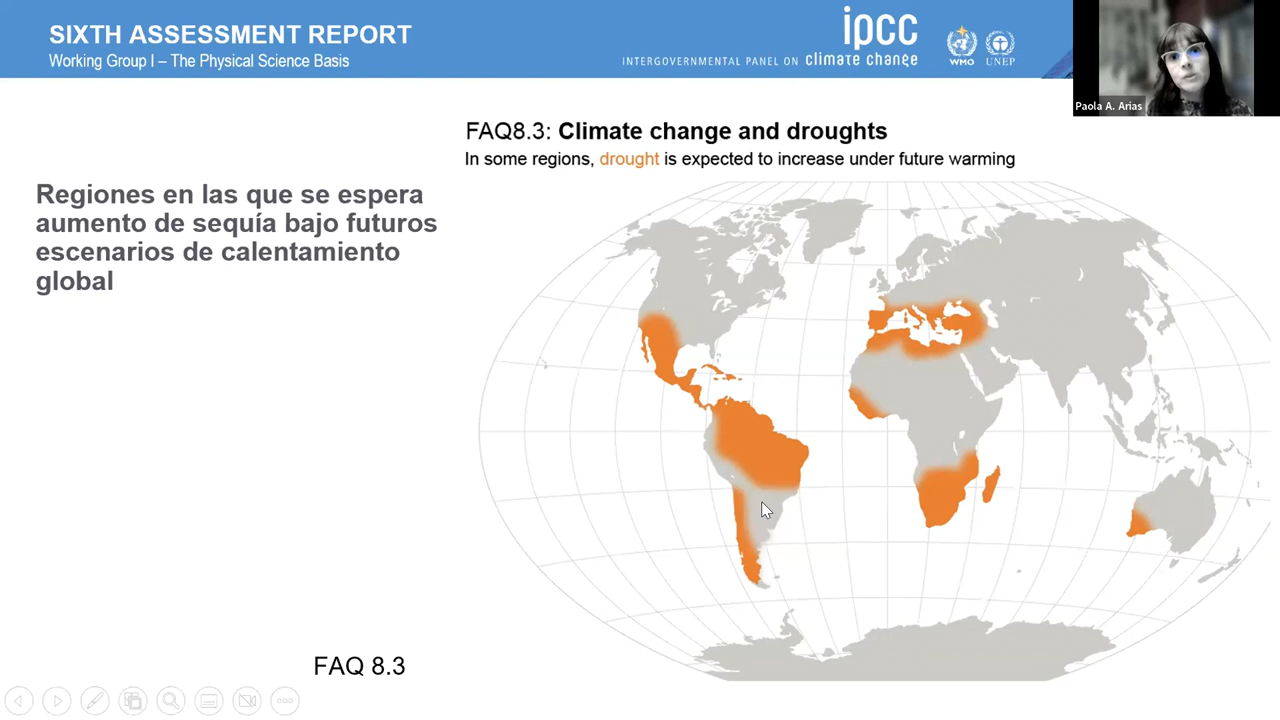 SIXTH ASSESSMENT REPORT
Working Group I – The Physical Science Basis
ipcc
INTERGOVERNMENTAL PANEL ON climate change
WMO
UNEP
Paola A. Arias
FAQ8.3: Climate change and droughts
In some regions, drought is expected to increase under future warming
Regiones en las que se espera
aumento de sequía bajo futuros
escenarios de calentamiento
global
FAQ 8.3